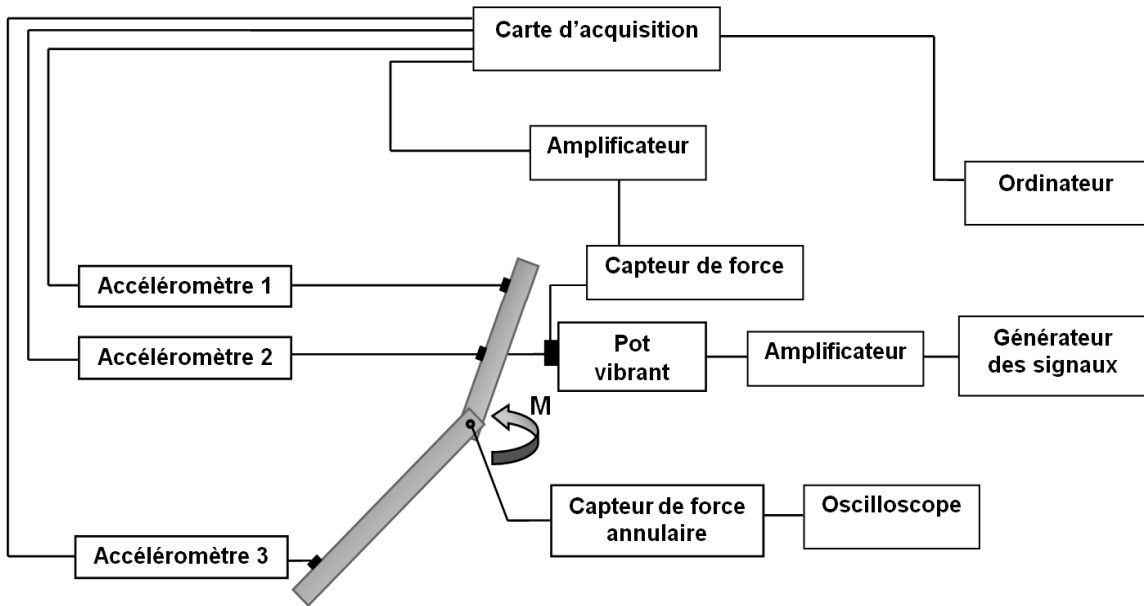 Carte d'acquisition
Amplificateur
Ordinateur
Capteur de force
Accéléromètre 1
Accéléromètre 2
Pot
vibrant
Amplificateur
Générateur
des signaux
M
Capteur de force
annulaire
Oscilloscope
Accéléromètre 3